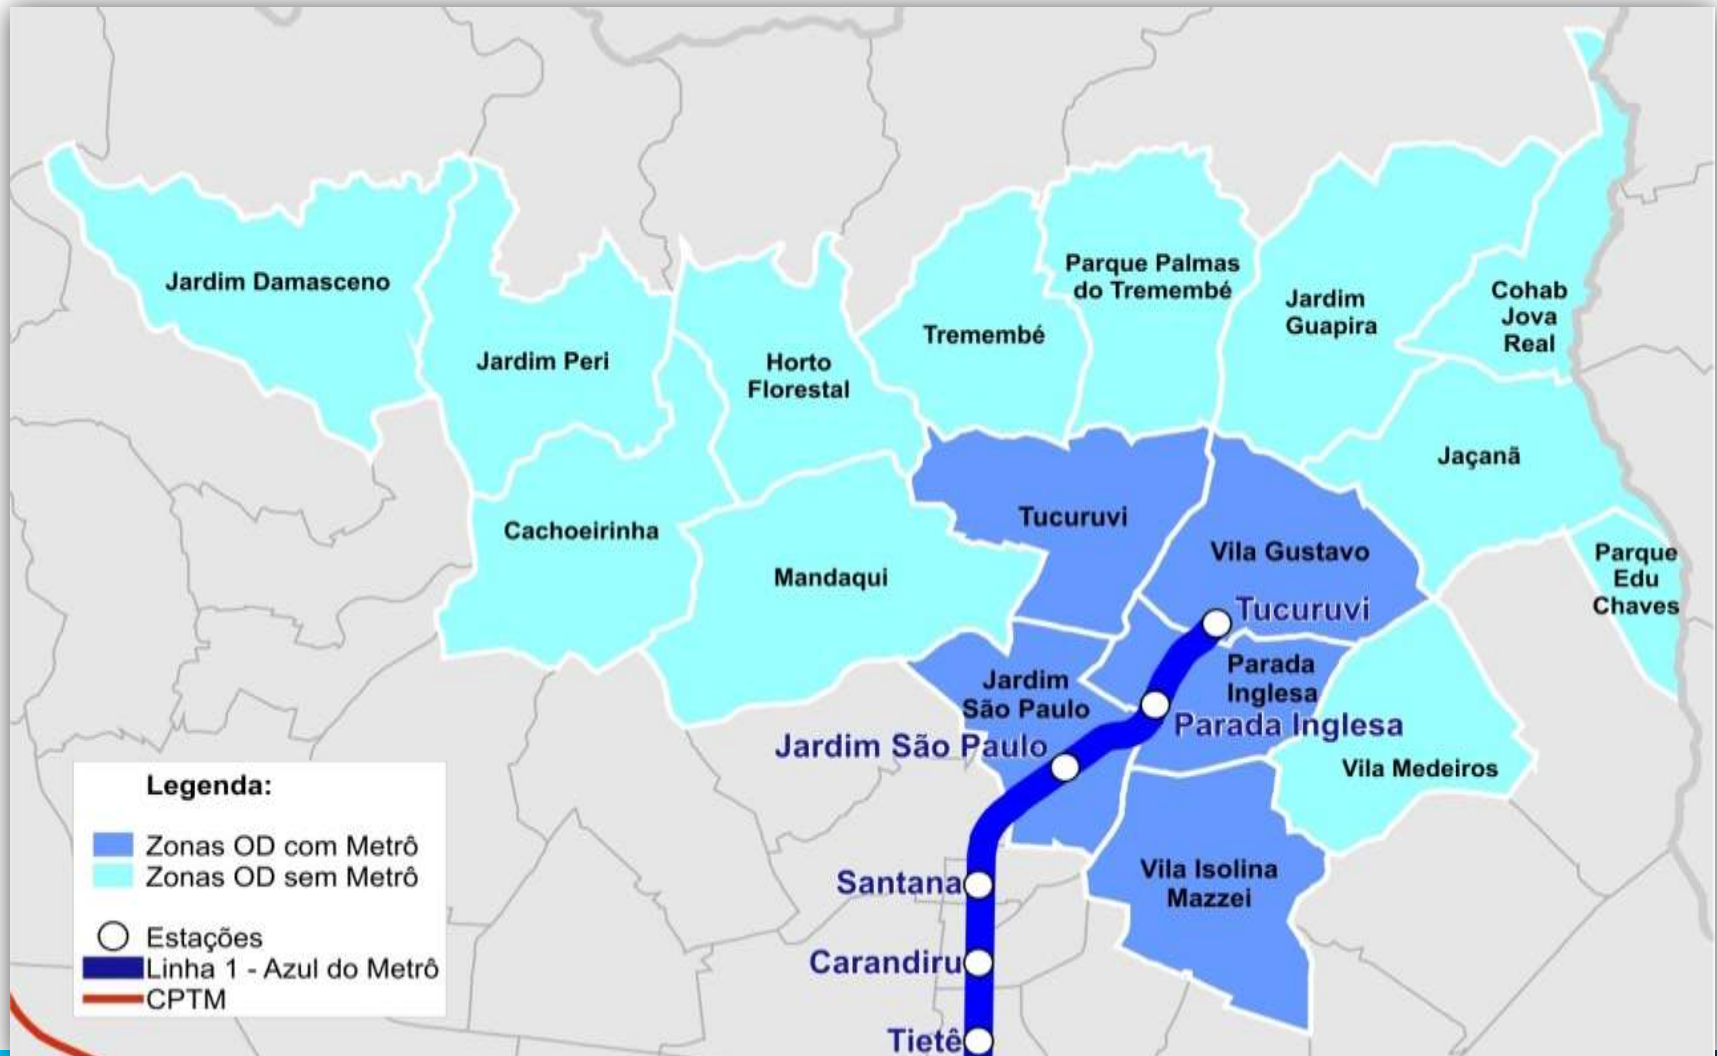 Jardim Damasceno
Jardim Peri
Horto
Florestal
Tremembé
Parque Palmas
do Tremembé
Jardim
Guapira
Cohab
Jova
Real
Jaçanã
Cachoeirinha
Mandaqui
Tucuruvi
Vila Gustavo
Parque
Edu
Chaves
Tucuruvi
Jardim
São Paulo
Parada
Inglesa
Parada Inglesa
Jardim São Paulo
Vila Medeiros
Vila Isolina
Mazzei
Santana
Carandiru
Tietê
Legenda:
Zonas OD com Metrô
Zonas OD sem Metrô
Estações
Linha 1 - Azul do Metrô
CPTM